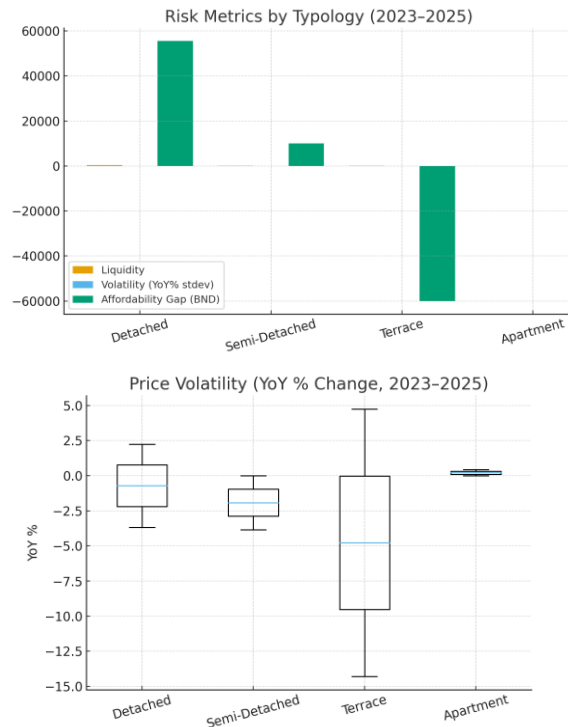 Risk Metrics by Typology (2023–2025)
60000
40000
20000
0
−20000
−40000
−60000
Liquidity
Volatility (YoY% stdev)
Affordability Gap (BND)
Detached
Semi-Detached
Terrace
Apartment
Price Volatility (YoY % Change, 2023–2025)
5.0
2.5
0.0
−2.5
−5.0
−7.5
−10.0
−12.5
−15.0
YoY %
Detached
Semi-Detached
Terrace
Apartment